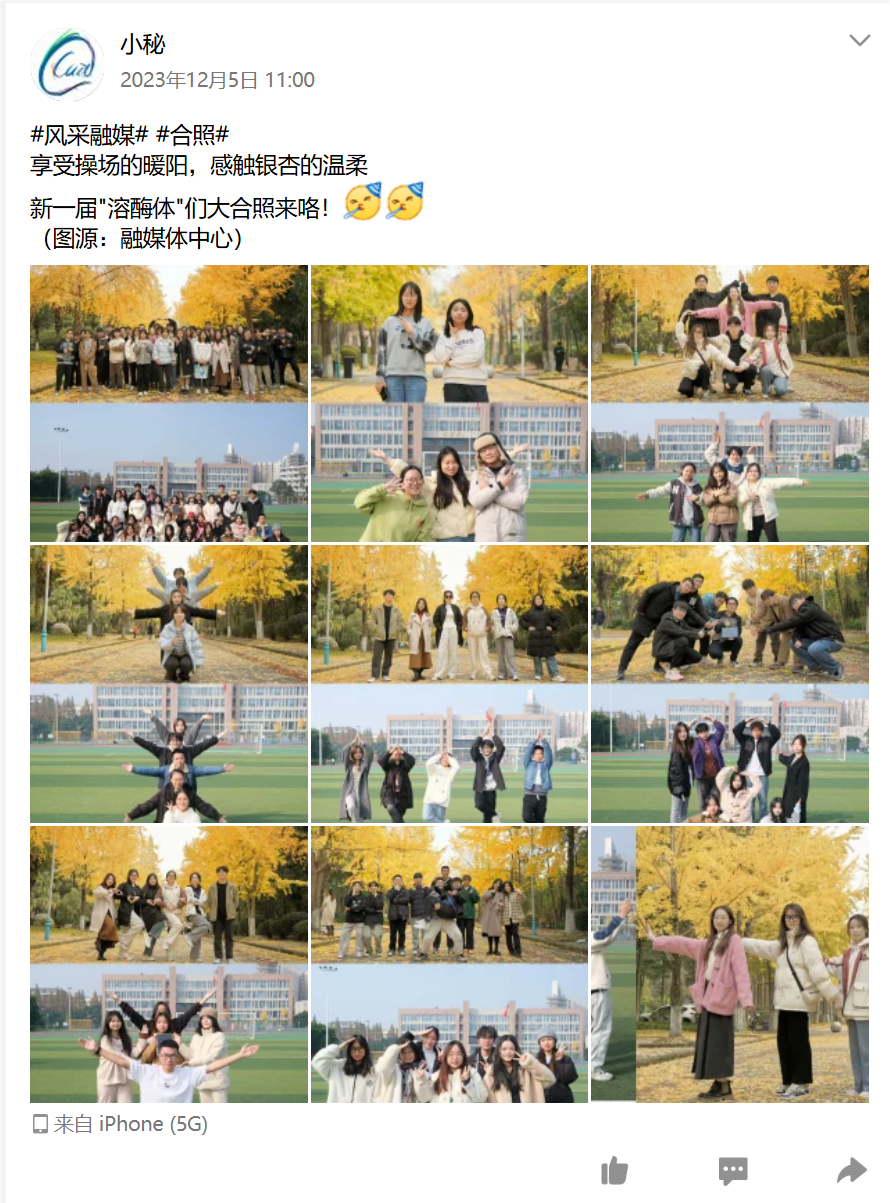 Cuit
小秘
2023年12月5日 11:00
#风采融媒# #合照#
享受操场的暖阳，感触银杏的温柔
新一届"溶酶体"们大合照来咯！
（图源：融媒体中心）
来自 iPhone (5G)